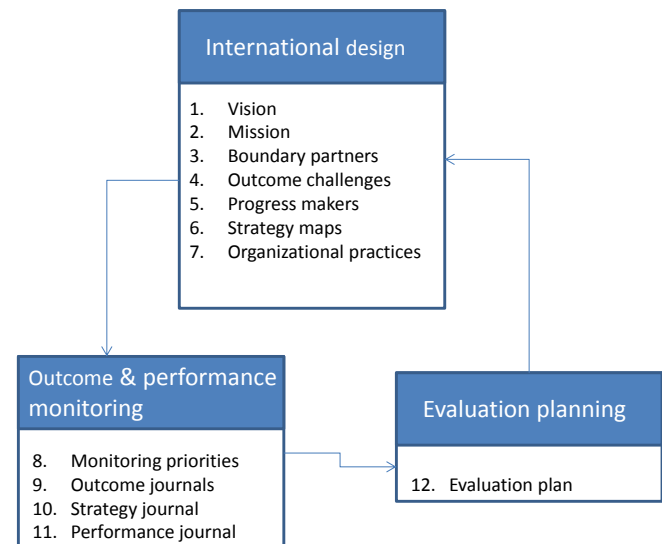 International design
1. Vision
2. Mission
3. Boundary partners
4. Outcome challenges
5. Progress makers
6. Strategy maps
7. Organizational practices
Outcome & performance
monitoring
8. Monitoring priorities
9. Outcome journals
10. Strategy journal
11. Performance journal
Evaluation planning
12. Evaluation plan